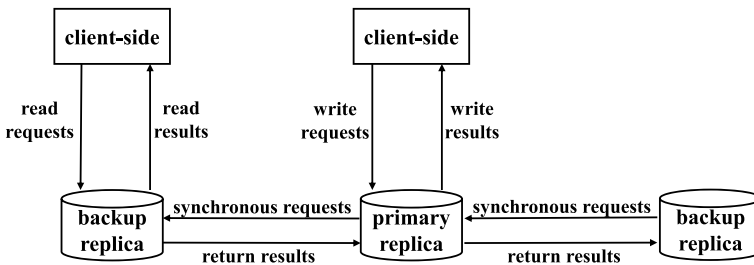 client-side
client-side
read
requests
read
results
write
requests
write
results
backup
replica
synchronous requests
return results
primary
replica
synchronous requests
return results
backup
replica